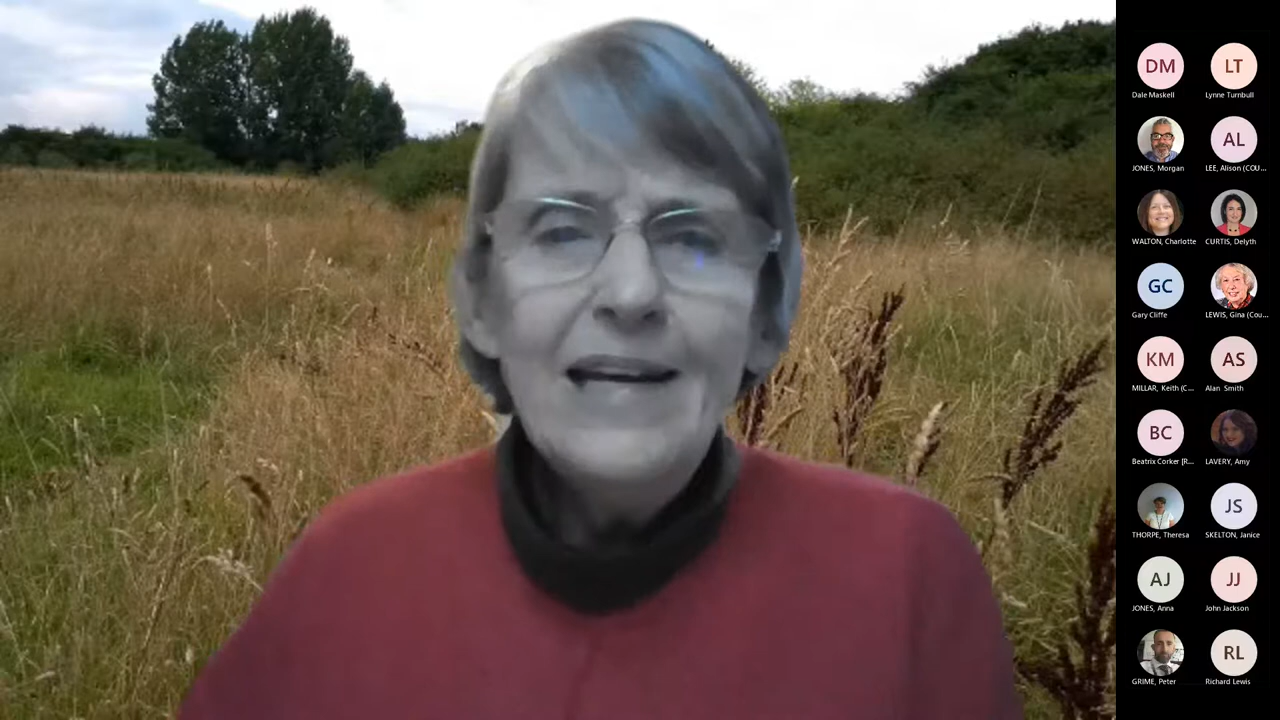 DM
LT
Dale Maskell
Lynne Turnbull
AL
JONES, Morgan
LEE, Alison (COU...
WALTON, Charlotte
CURTIS, Delyth
GC
Gary Cliffe
LEWIS, Gina (Cou...
KM
AS
MILLAR, Keith (C...
Alan Smith
BC
Beatrix Corker [R...
LAVERY, Amy
JS
THORPE, Theresa
SKELTON, Janice
AJ
JJ
JONES, Anna
John Jackson
RL
GRIME, Peter
Richard Lewis